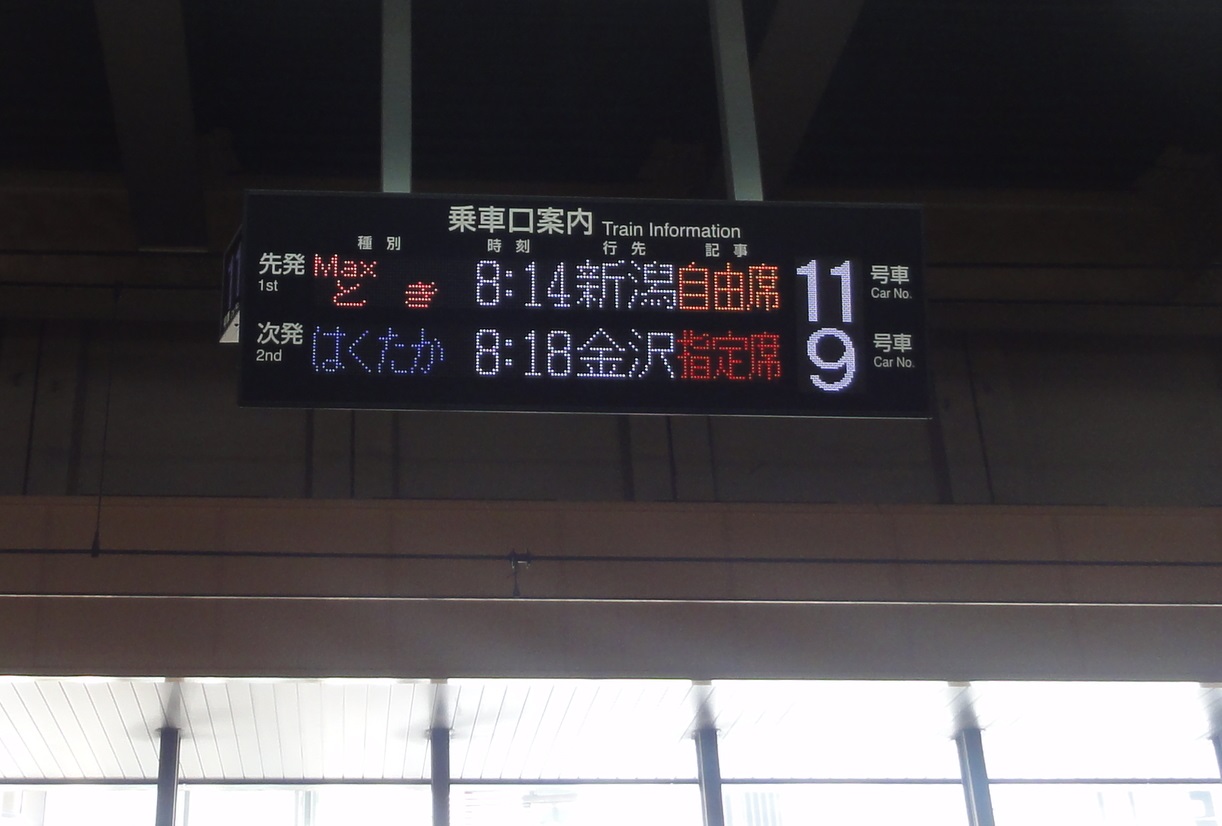 乗車口案内 Train Information
種別 時刻 行先 記事
先発 1st Max とき 8:14 新潟 自由席 11 号車 Car No.
次発 2nd はくたか 8:18 金沢 指定席 9 号車 Car No.